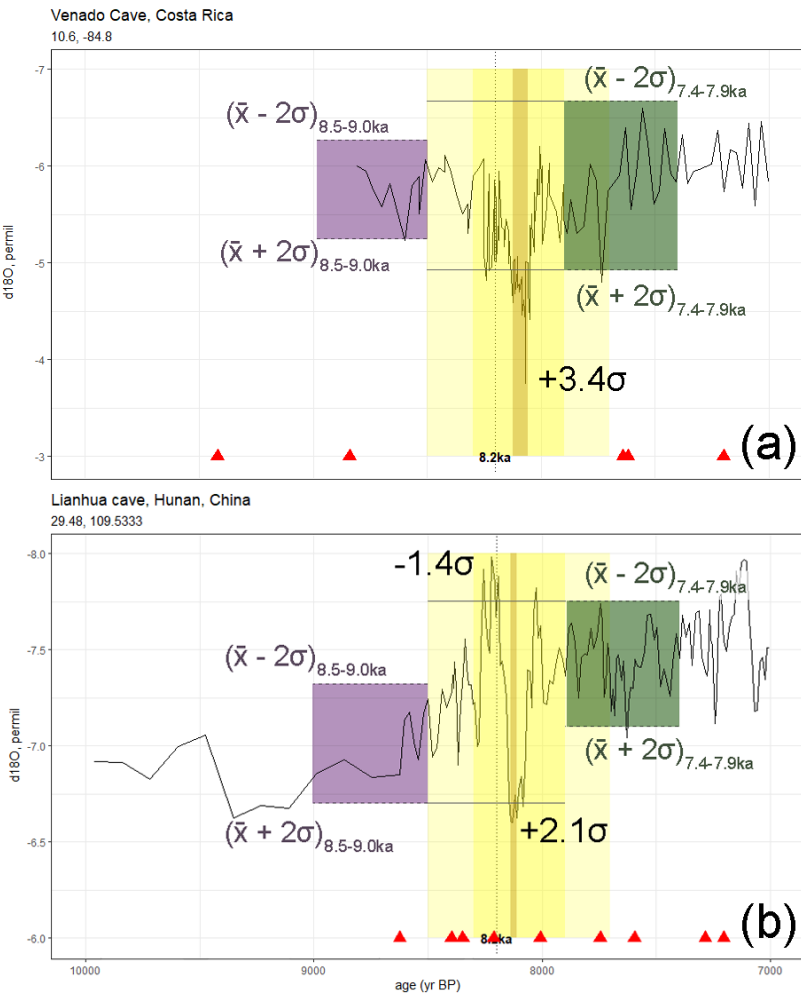 Venado Cave, Costa Rica
10.6, -84.8
-7
(x̄ - 2σ)7.4-7.9ka
(x̄ - 2σ)8.5-9.0ka
-6
(x̄ + 2σ)8.5-9.0ka
-5
(x̄ + 2σ)7.4-7.9ka
d18O, permil
-4
+3.4σ
(a)
-3
8.2ka
Lianhua cave, Hunan, China
29.48, 109.5333
-8.0
-1.4σ
(x̄ - 2σ)7.4-7.9ka
-7.5
(x̄ - 2σ)8.5-9.0ka
-7.0
(x̄ + 2σ)7.4-7.9ka
d18O, permil
(x̄ + 2σ)8.5-9.0ka
+2.1σ
-6.5
(b)
-6.0
8.2ka
10000 9000 8000 7000
age (yr BP)